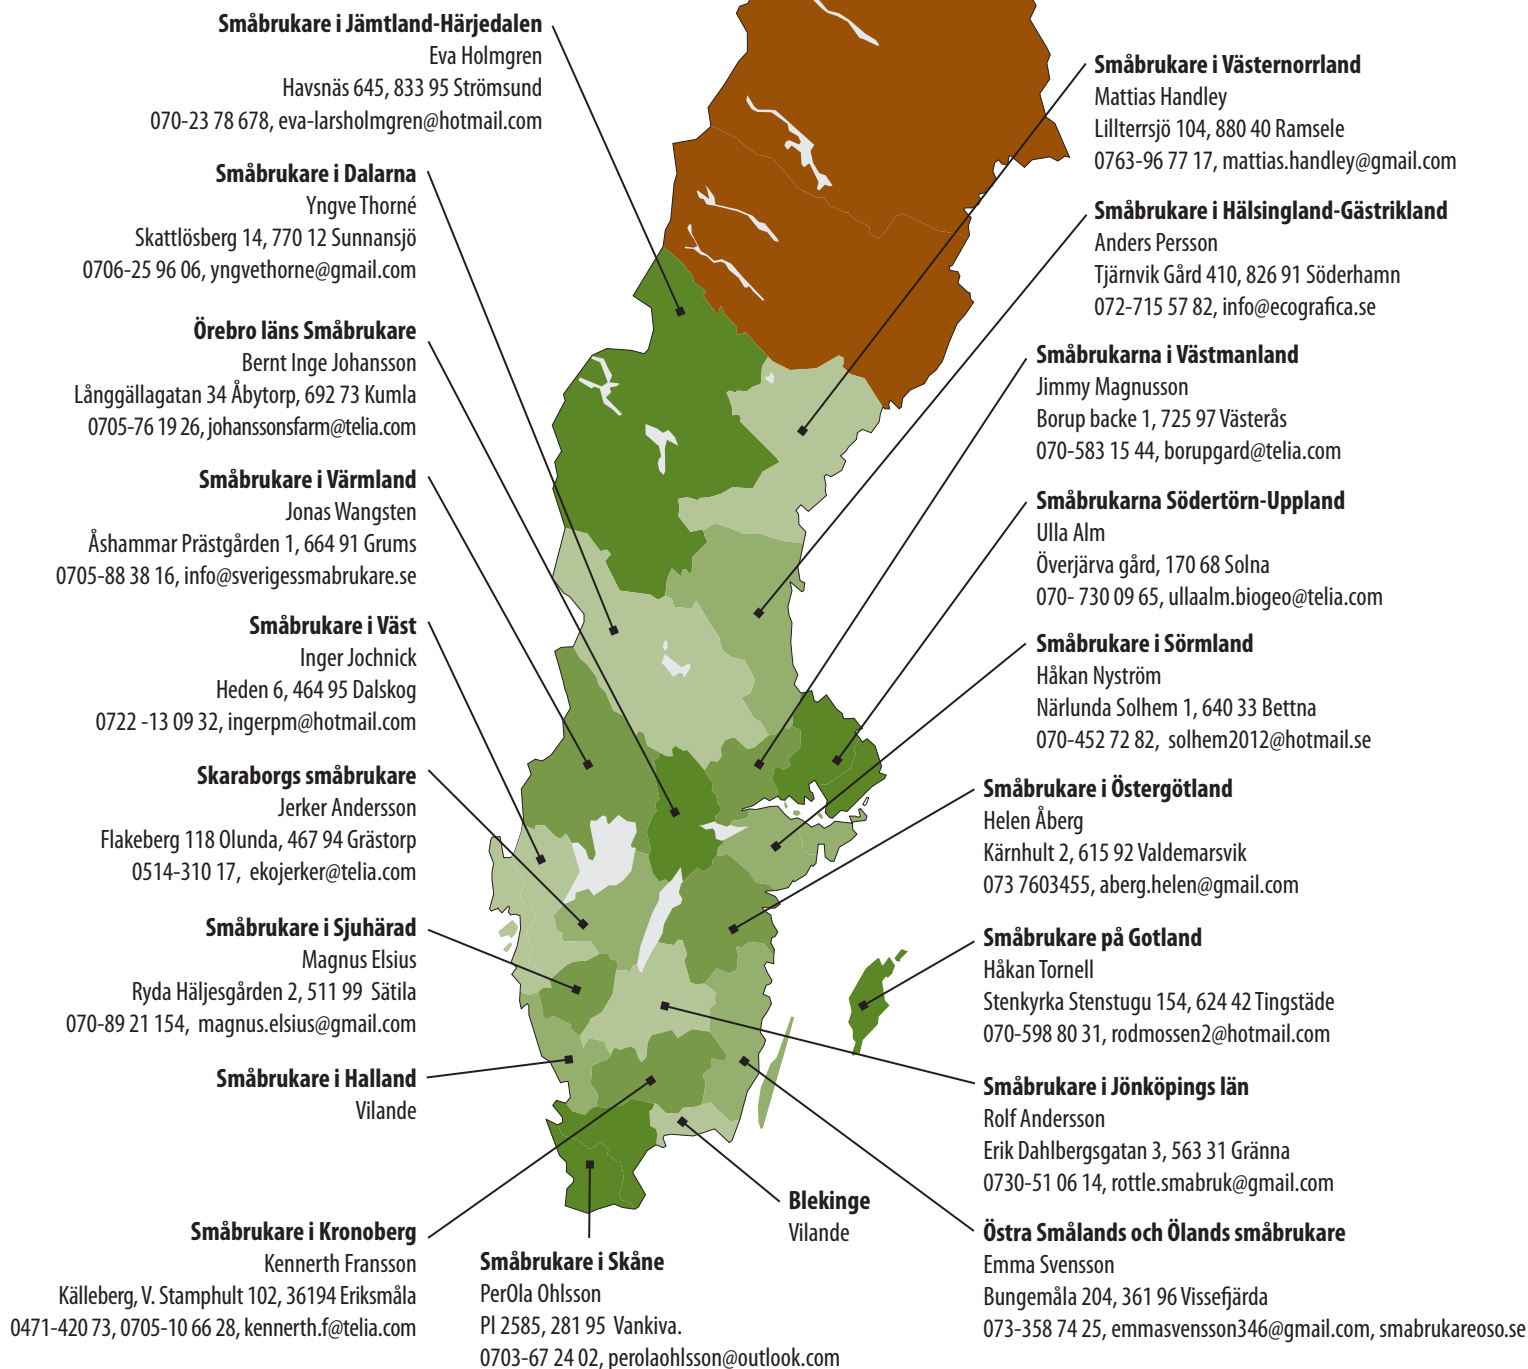 Småbrukare i Jämtland-Härjedalen
Eva Holmgren
Havsnäs 645, 833 95 Strömsund
070-23 78 678, eva-larsholmgren@hotmail.com
Småbrukare i Dalarna
Yngve Thorné
Skattlösberg 14, 770 12 Sunnansjö
0706-25 96 06, yngvethorne@gmail.com
Örebro läns Småbrukare
Bernt Inge Johansson
Långgällagatan 34 Åbytorp, 692 73 Kumla
0705-76 19 26, johanssonsfarm@telia.com
Småbrukare i Värmland
Jonas Wangsten
Åshammar Prästgården 1, 664 91 Grums
0705-88 38 16, info@sverigessmabrukare.se
Småbrukare i Väst
Inger Jochnick
Heden 6, 464 95 Dalskog
0722 -13 09 32, ingerpm@hotmail.com
Skaraborgs småbrukare
Jerker Andersson
Flakeberg 118 Olunda, 467 94 Grästorp
0514-310 17, ekojerker@telia.com
Småbrukare i Sjuhärad
Magnus Elsius
Ryda Häljesgården 2, 511 99 Sätila
070-89 21 154, magnus.elsius@gmail.com
Småbrukare i Halland
Vilande
Småbrukare i Kronoberg
Kennerth Fransson
Källeberg, V. Stamphult 102, 36194 Eriksmåla
0471-420 73, 0705-10 66 28, kennerth.f@telia.com
Småbrukare i Skåne
PerOla Ohlsson
Pl 2585, 281 95 Vankiva.
0703-67 24 02, perolaohlsson@outlook.com
Blekinge
Vilande
Småbrukare i Västernorrland
Mattias Handley
Lillterrsjö 104, 880 40 Ramsele
0763-96 77 17, mattias.handley@gmail.com
Småbrukare i Hälsingland-Gästrikland
Anders Persson
Tjärnvik Gård 410, 826 91 Söderhamn
072-715 57 82, info@ecografica.se
Småbrukarna i Västmanland
Jimmy Magnusson
Borup backe 1, 725 97 Västerås
070-583 15 44, borupgard@telia.com
Småbrukarna Södertörn-Uppland
Ulla Alm
Överjärva gård, 170 68 Solna
070- 730 09 65, ullaalm.biogeo@telia.com
Småbrukare i Sörmland
Håkan Nyström
Närlunda Solhem 1, 640 33 Bettna
070-452 72 82, solhem2012@hotmail.se
Småbrukare i Östergötland
Helen Åberg
Kärnhult 2, 615 92 Valdemarsvik
073 7603455, aberg.helen@gmail.com
Småbrukare på Gotland
Håkan Tornell
Stenkyrka Stenstugu 154, 624 42 Tingstäde
070-598 80 31, rodmossen2@hotmail.com
Småbrukare i Jönköpings län
Rolf Andersson
Erik Dahlbergsgatan 3, 563 31 Gränna
0730-51 06 14, rottle.smabruk@gmail.com
Östra Smålands och Ölands småbrukare
Emma Svensson
Bungemåla 204, 361 96 Vissefjärda
073-358 74 25, emmasvensson346@gmail.com, smabrukareoso.se